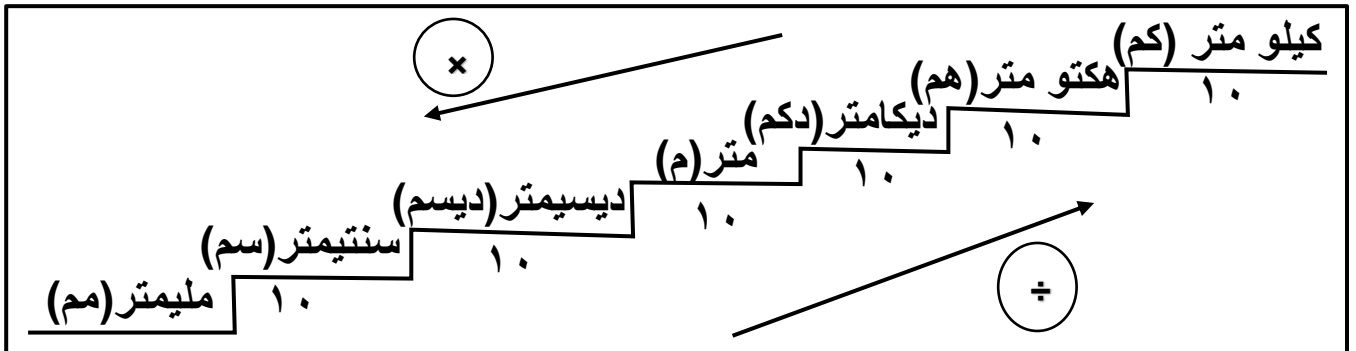 كيلو متر (كم)
١٠
هكتو متر(هم)
١٠
ديكامتر(دكم)
١٠
متر(م)
١٠
ديسيمتر(ديسم)
١٠
سنتيمتر(سم)
١٠
مليمتر(مم)
×
÷